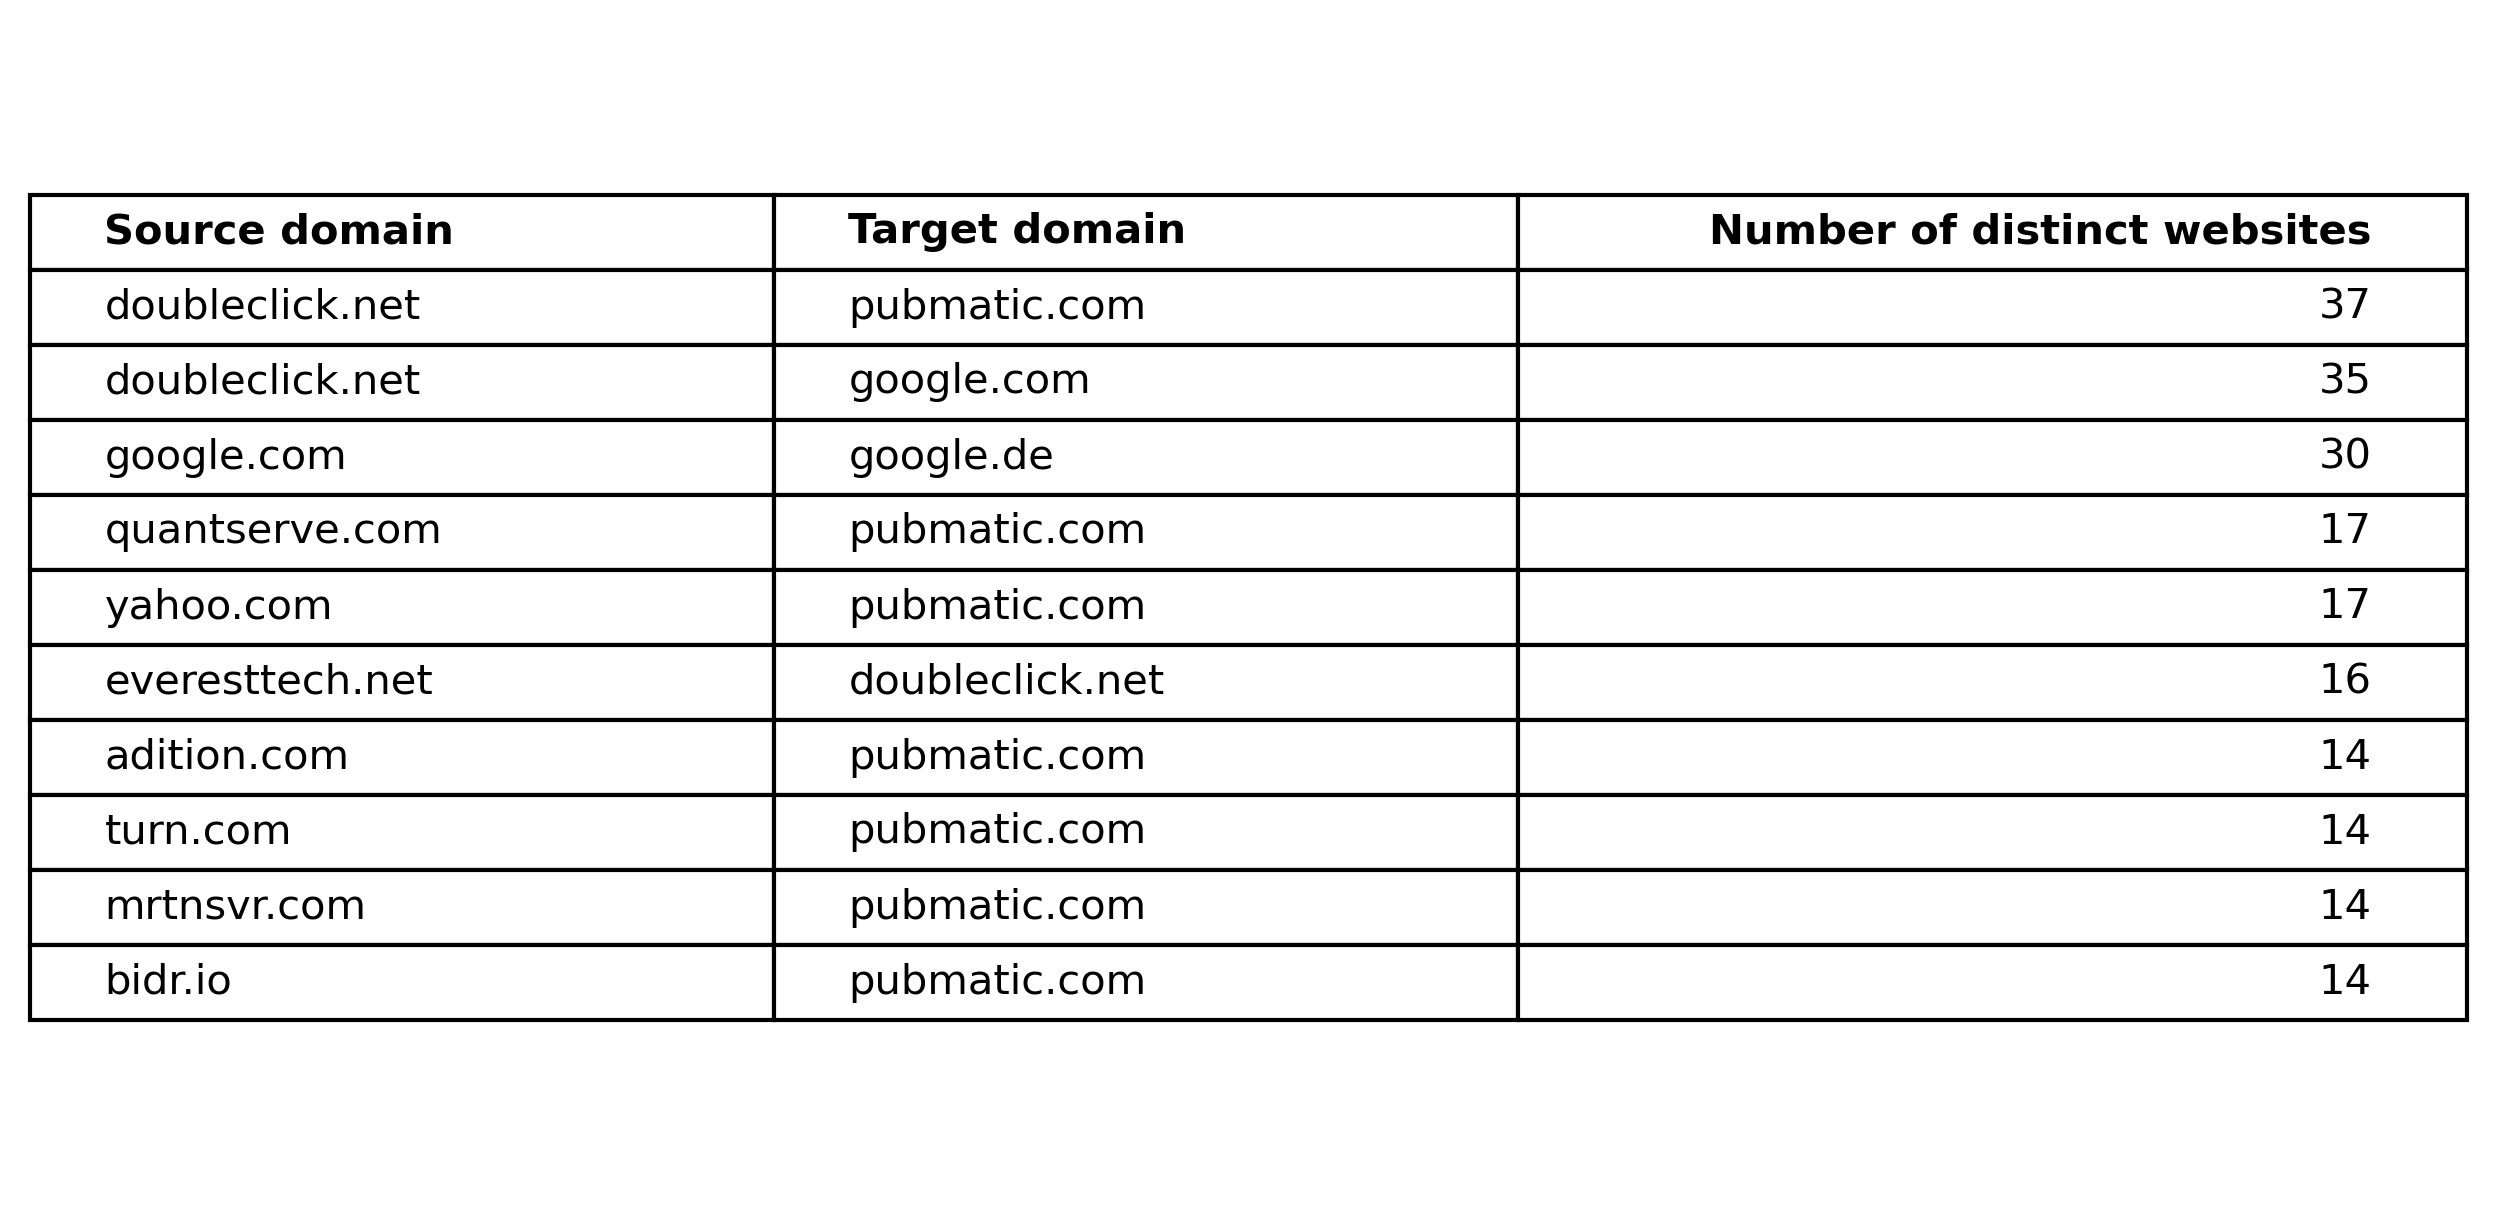 Source domain Target domain Number of distinct websites
doubleclick.net pubmatic.com 37
doubleclick.net google.com 35
google.com google.de 30
quantserve.com pubmatic.com 17
yahoo.com pubmatic.com 17
everesttech.net doubleclick.net 16
adition.com pubmatic.com 14
turn.com pubmatic.com 14
mrtnsvr.com pubmatic.com 14
bidr.io pubmatic.com 14